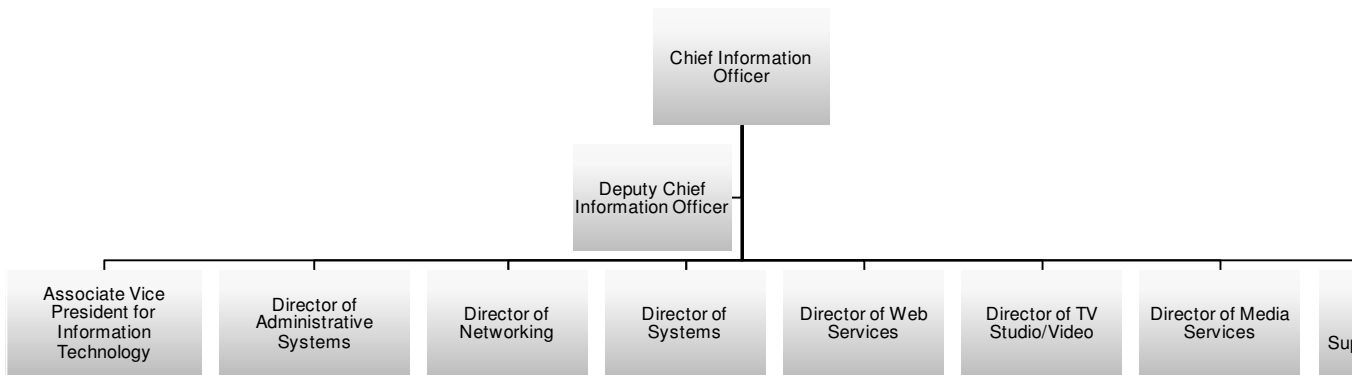 Chief Information
Officer
Deputy Chief
Information Officer
Associate Vice
President for
Information
Technology
Director of
Administrative
Systems
Director of
Networking
Director of
Systems
Director of Web
Services
Director of TV
Studio/Video
Director of Media
Services